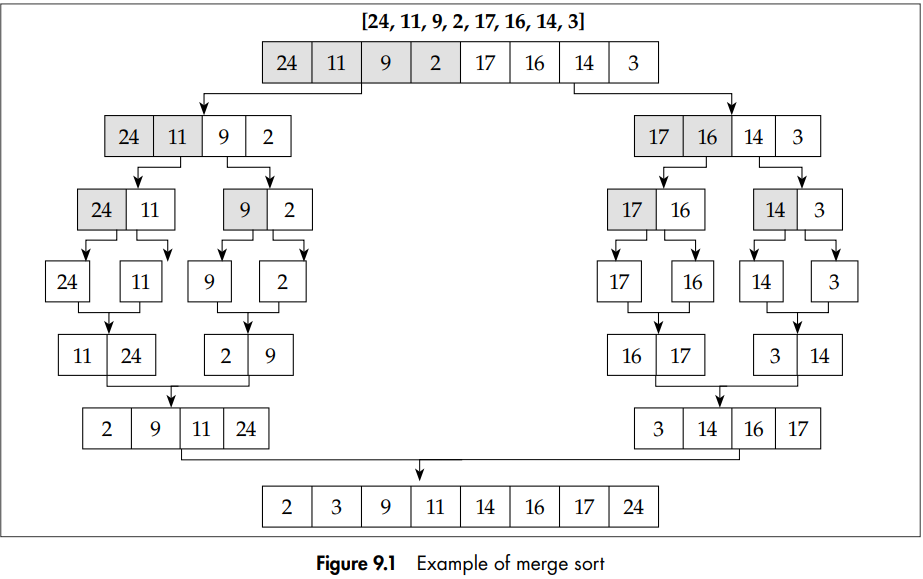 [24, 11, 9, 2, 17, 16, 14, 3]
24 11 9 2 17 16 14 3
24 11 9 2 17 16 14 3
24 11 9 2 17 16 14 3
24 11 9 2 17 16 14 3
11 24 2 9 16 17 3 14
2 9 11 24 3 14 16 17
2 3 9 11 14 16 17 24
Figure 9.1 Example of merge sort